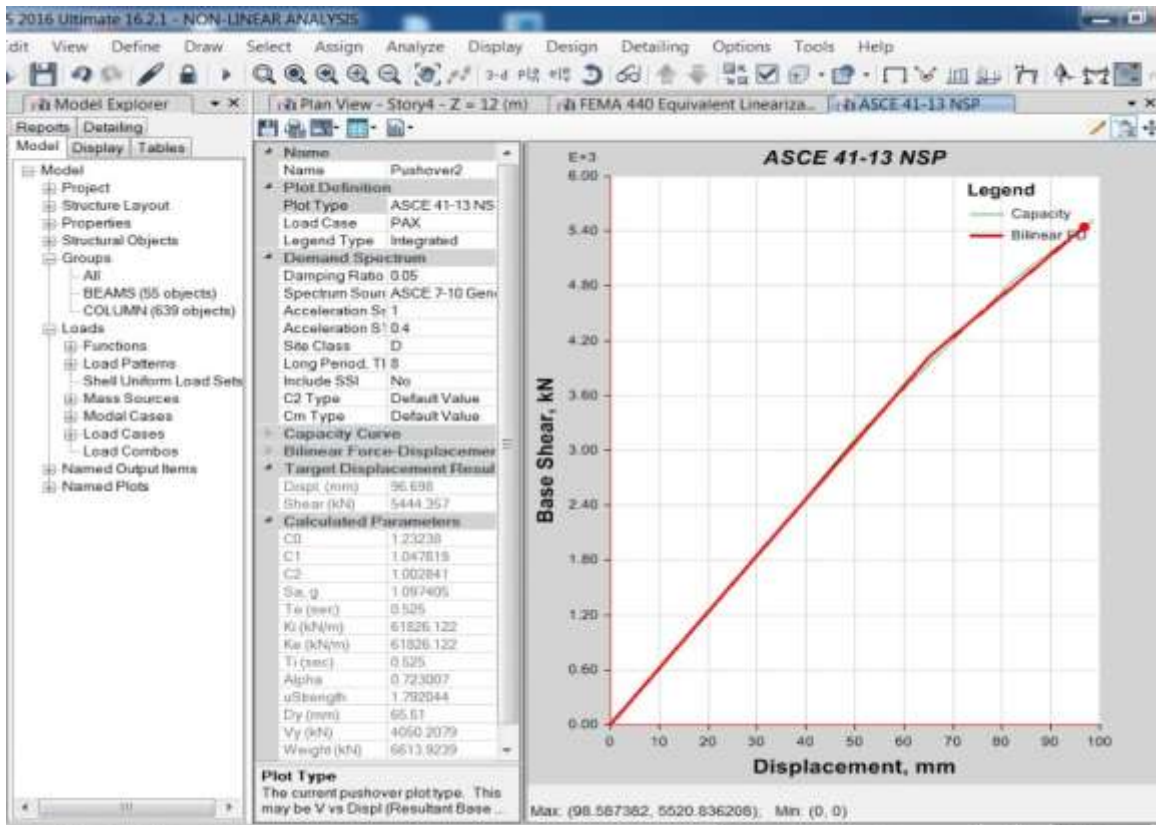 S 2016 Ultimate 16.2.1 - NON-LINEAR ANALYSIS
dit View Define Draw Select Assign Analyze Display Design Detailing Options Tools Help
3-d
Model Explorer
Plan View - Story4 - Z = 12 (m)
FEMA 440 Equivalent Lineariza...
ASCE 41-13 NSP
Reports Detailing
Model Display Tables
Model
Project
Structure Layout
Properties
Structural Objects
Groups
All
BEAMS (55 objects)
COLUMN (639 objects)
Loads
Functions
Load Patterns
Shell Uniform Load Sets
Mass Sources
Modal Cases
Load Cases
Load Combos
Named Output Items
Named Plots
Name
Name Pushover2
Plot Definition
Plot Type ASCE 41-13 NS
Load Case PAX
Legend Type Integrated
Demand Spectrum
Damping Ratio 0.05
Spectrum Sour ASCE 7-10 Gen
Acceleration Ss 1
Acceleration S1 0.4
Site Class D
Long Period, Tl 8
Include SSI No
C2 Type Default Value
Cm Type Default Value
Capacity Curve
Bilinear Force-Displacemen
Target Displacement Resul
Displ. (mm) 96.698
Shear (kN) 5444.357
Calculated Parameters
C0 1.23238
C1 1.047819
C2 1.002841
Sa, g 1.097405
Te (sec) 0.525
Ki (kN/m) 61826.122
Ke (kN/m) 61826.122
Ti (sec) 0.525
Alpha 0.723007
uStrength 1.792044
Dy (mm) 65.51
Vy (kN) 4050.2079
Weight (kN) 6613.9239
Plot Type
The current pushover plot type. This
may be V vs Displ (Resultant Base ...
ASCE 41-13 NSP
E+3
6.00
5.40
4.80
4.20
3.60
3.00
2.40
1.80
1.20
0.60
0.00
Base Shear, kN
Legend
Capacity
Bilinear FD
0 10 20 30 40 50 60 70 80 90 100
Displacement, mm
Max: (98.587382, 5520.836208); Min: (0, 0)